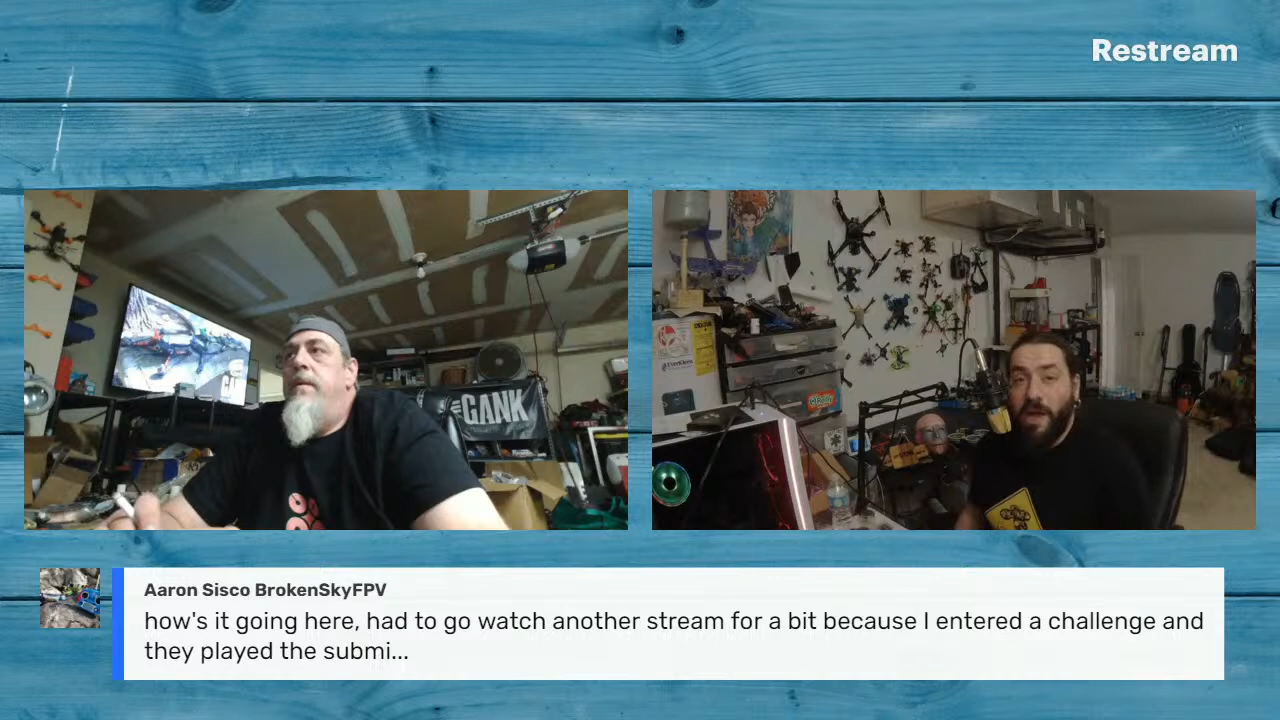 Restream
GANK
O'Reilly
Aaron Sisco BrokenSkyFPV
how's it going here, had to go watch another stream for a bit because I entered a challenge and
they played the submi...